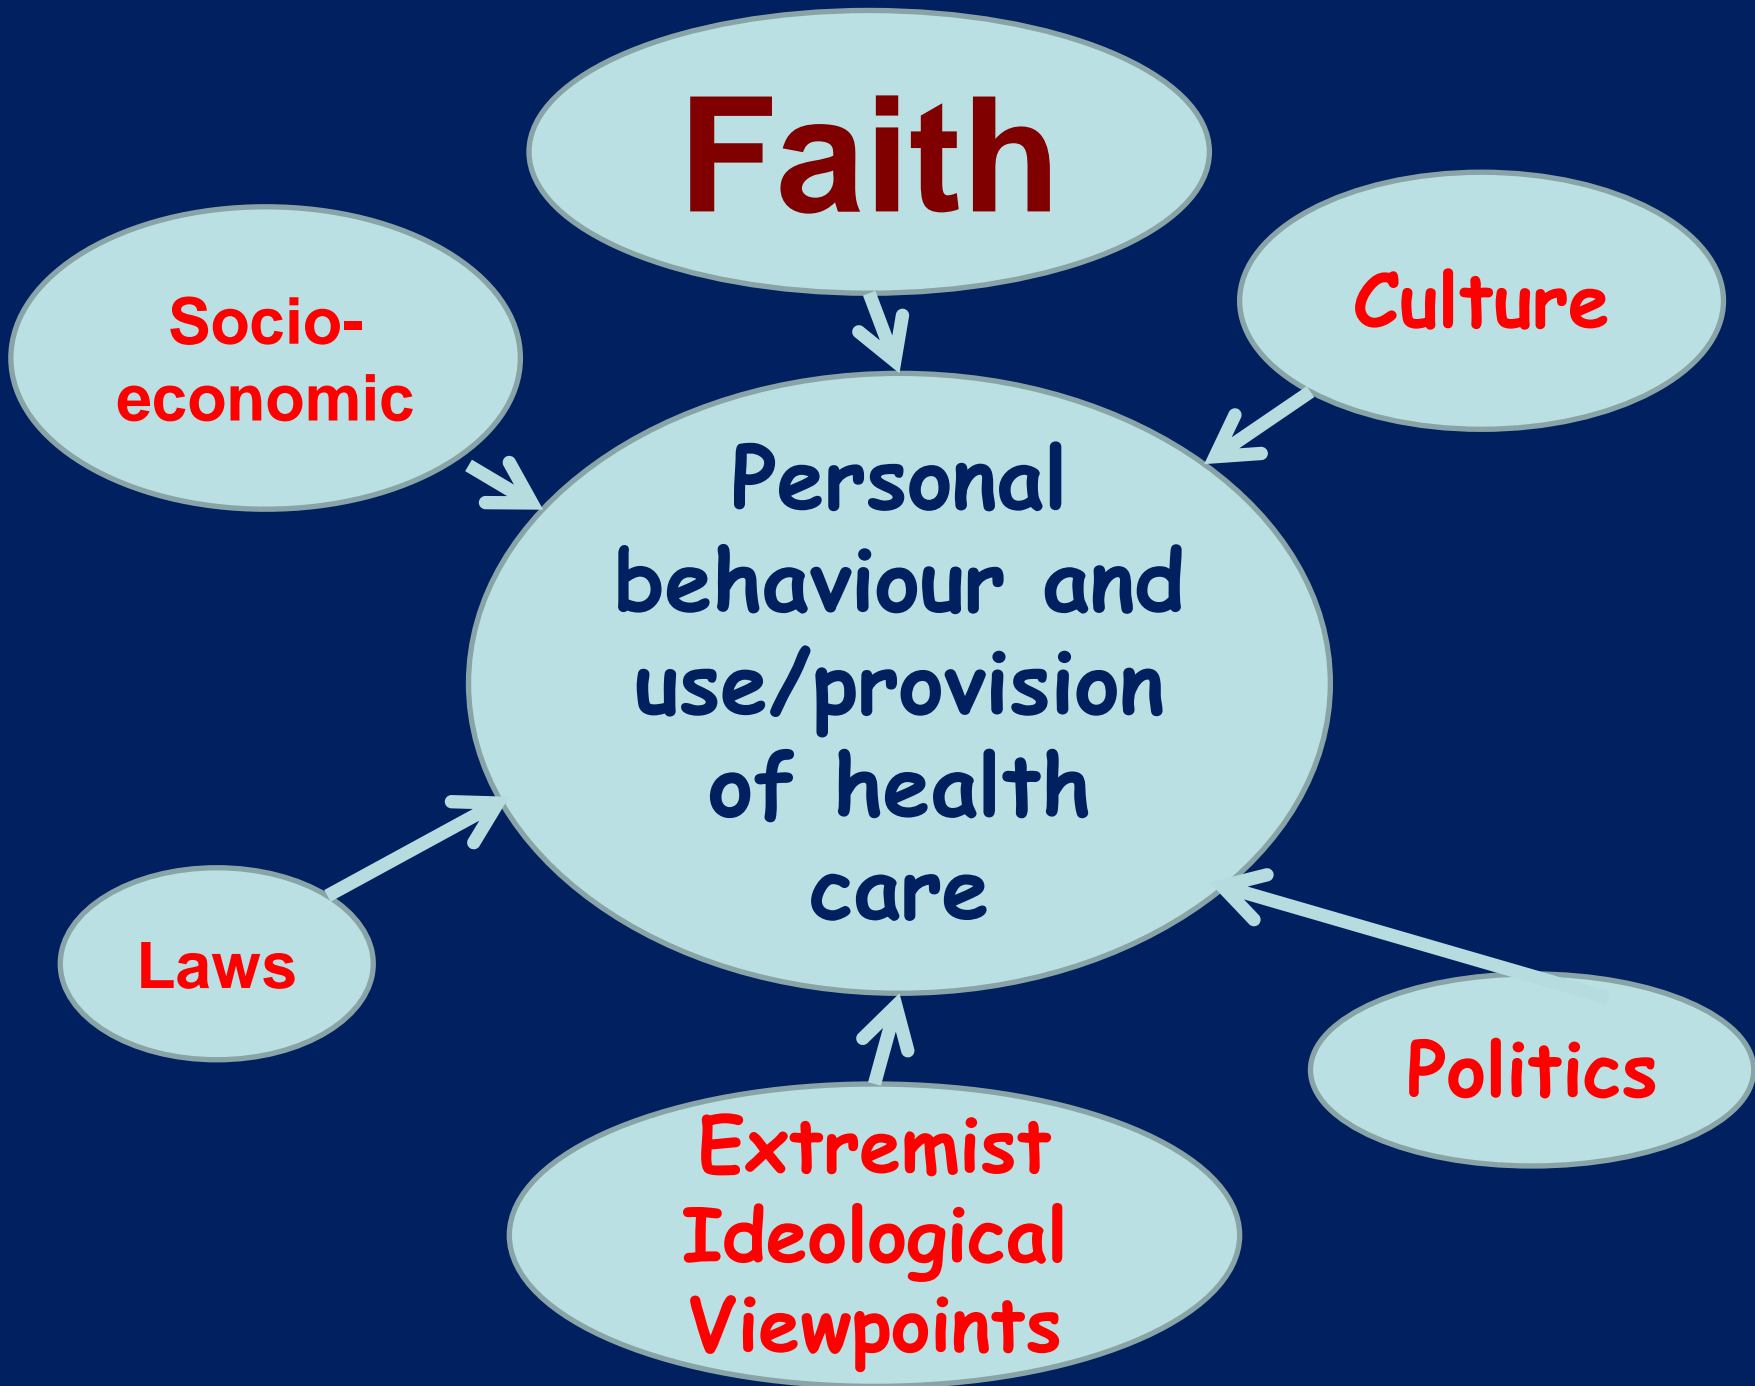 Faith
Socio-
economic
Culture
Personal
behaviour and
use/provision
of health
care
Laws
Politics
Extremist
Ideological
Viewpoints